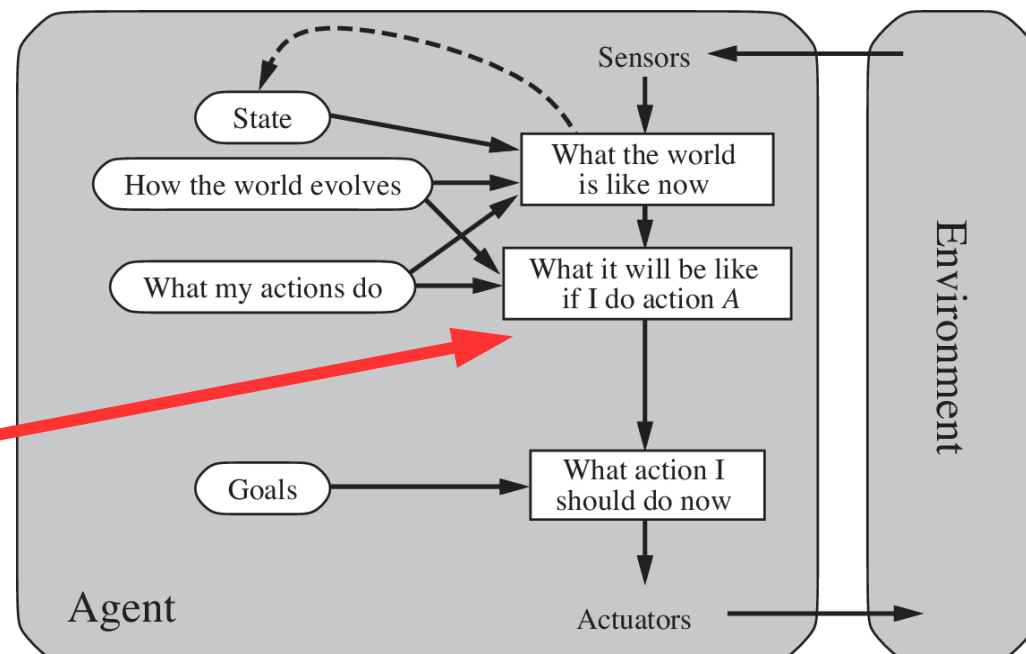 Sensors
State
What the world
is like now
How the world evolves
What it will be like
if I do action A
What my actions do
Environment
What action I
should do now
Goals
Agent
Actuators